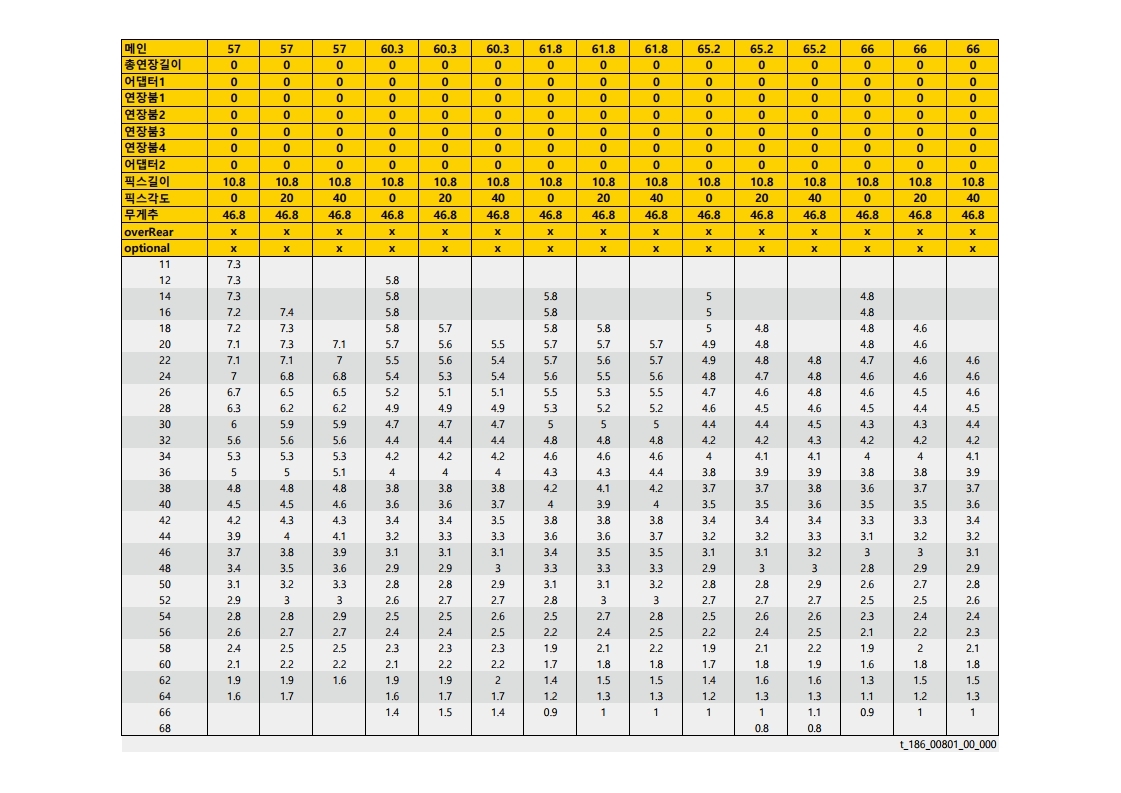 메인 57 57 57 60.3 60.3 60.3 61.8 61.8 61.8 65.2 65.2 65.2 66 66 66
총연장길이 0 0 0 0 0 0 0 0 0 0 0 0 0 0 0
어댑터1 0 0 0 0 0 0 0 0 0 0 0 0 0 0 0
연장붐1 0 0 0 0 0 0 0 0 0 0 0 0 0 0 0
연장붐2 0 0 0 0 0 0 0 0 0 0 0 0 0 0 0
연장붐3 0 0 0 0 0 0 0 0 0 0 0 0 0 0 0
연장붐4 0 0 0 0 0 0 0 0 0 0 0 0 0 0 0
어댑터2 0 0 0 0 0 0 0 0 0 0 0 0 0 0 0
픽스길이 10.8 10.8 10.8 10.8 10.8 10.8 10.8 10.8 10.8 10.8 10.8 10.8 10.8 10.8 10.8
픽스각도 0 20 40 0 20 40 0 20 40 0 20 40 0 20 40
무게추 46.8 46.8 46.8 46.8 46.8 46.8 46.8 46.8 46.8 46.8 46.8 46.8 46.8 46.8 46.8
overRear x x x x x x x x x x x x x x x
optional x x x x x x x x x x x x x x x
11 7.3
12 7.3 5.8
14 7.3 5.8 5.8 5 4.8
16 7.2 7.4 5.8 5.8 5 4.8
18 7.2 7.3 5.8 5.7 5.8 5.8 5 4.8 4.8 4.6
20 7.1 7.3 7.1 5.7 5.6 5.5 5.7 5.7 5.7 4.9 4.8 4.8 4.6
22 7.1 7.1 7 5.5 5.6 5.4 5.7 5.6 5.7 4.9 4.8 4.8 4.7 4.6 4.6
24 7 6.8 6.8 5.4 5.3 5.4 5.6 5.5 5.6 4.8 4.7 4.8 4.6 4.6 4.6
26 6.7 6.5 6.5 5.2 5.1 5.1 5.5 5.3 5.5 4.7 4.6 4.8 4.6 4.5 4.6
28 6.3 6.2 6.2 4.9 4.9 4.9 5.3 5.2 5.2 4.6 4.5 4.6 4.5 4.4 4.5
30 6 5.9 5.9 4.7 4.7 4.7 5 5 5 4.4 4.4 4.5 4.3 4.3 4.4
32 5.6 5.6 5.6 4.4 4.4 4.4 4.8 4.8 4.8 4.2 4.2 4.3 4.2 4.2 4.2
34 5.3 5.3 5.3 4.2 4.2 4.2 4.6 4.6 4.6 4 4.1 4.1 4 4 4.1
36 5 5 5.1 4 4 4 4.3 4.3 4.4 3.8 3.9 3.9 3.8 3.8 3.9
38 4.8 4.8 4.8 3.8 3.8 3.8 4.2 4.1 4.2 3.7 3.7 3.8 3.6 3.7 3.7
40 4.5 4.5 4.6 3.6 3.6 3.7 4 3.9 4 3.5 3.5 3.6 3.5 3.5 3.6
42 4.2 4.3 4.3 3.4 3.4 3.5 3.8 3.8 3.8 3.4 3.4 3.4 3.3 3.3 3.4
44 3.9 4 4.1 3.2 3.3 3.3 3.6 3.6 3.7 3.2 3.2 3.3 3.1 3.2 3.2
46 3.7 3.8 3.9 3.1 3.1 3.1 3.4 3.5 3.5 3.1 3.1 3.2 3 3 3.1
48 3.4 3.5 3.6 2.9 2.9 3 3.3 3.3 3.3 2.9 3 3 2.8 2.9 2.9
50 3.1 3.2 3.3 2.8 2.8 2.9 3.1 3.1 3.2 2.8 2.8 2.9 2.6 2.7 2.8
52 2.9 3 3 2.6 2.7 2.7 2.8 3 3 2.7 2.7 2.7 2.5 2.5 2.6
54 2.8 2.8 2.9 2.5 2.5 2.6 2.5 2.7 2.8 2.5 2.6 2.6 2.3 2.4 2.4
56 2.6 2.7 2.7 2.4 2.4 2.5 2.2 2.4 2.5 2.2 2.4 2.5 2.1 2.2 2.3
58 2.4 2.5 2.5 2.3 2.3 2.3 1.9 2.1 2.2 1.9 2.1 2.2 1.9 2 2.1
60 2.1 2.2 2.2 2.1 2.2 2.2 1.7 1.8 1.8 1.7 1.8 1.9 1.6 1.8 1.8
62 1.9 1.9 1.6 1.9 1.9 2 1.4 1.5 1.5 1.4 1.6 1.6 1.3 1.5 1.5
64 1.6 1.7 1.6 1.7 1.7 1.2 1.3 1.3 1.2 1.3 1.3 1.1 1.2 1.3
66 1.4 1.5 1.4 0.9 1 1 1 1 1.1 0.9 1 1
68 0.8 0.8
t_186_00801_00_000